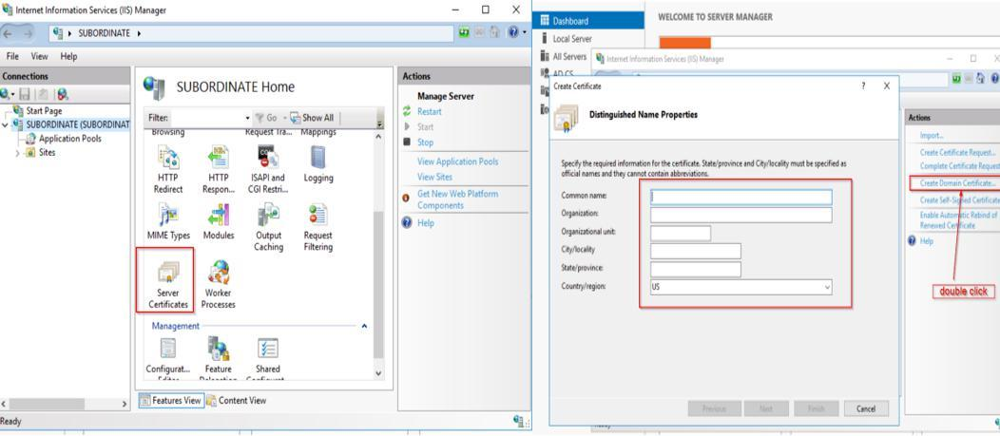 Internet Information Services (IIS) Manager
SUBORDINATE
File View Help
Connections
Start Page
SUBORDINATE (SUBORDINAT
Application Pools
Sites
SUBORDINATE Home
Filter: Go Show All
Browsing Request Tra... Mappings
HTTP Redirect
HTTP Respon...
ISAPI and CGI Restri...
Logging
MIME Types
Modules
Output Caching
Request Filtering
Server Certificates
Worker Processes
Management
Configurat... Editor
Feature Delegation
Shared Configurat...
Features View Content View
Ready
Actions
Manage Server
Restart
Start
Stop
View Application Pools
View Sites
Get New Web Platform
Components
Help
Dashboard
Local Server
All Servers
AD CS
WELCOME TO SERVER MANAGER
Internet Information Services (IIS) Manager
Create Certificate
Distinguished Name Properties
Specify the required information for the certificate. State/province and City/locality must be specified as
official names and they cannot contain abbreviations.
Common name:
Organization:
Organizational unit:
City/locality
State/province:
Country/region:
US
Previous Next Finish Cancel
Actions
Import...
Create Certificate Request...
Complete Certificate Request
Create Domain Certificate...
Create Self-Signed Certificate
Enable Automatic Rebind of
Renewed Certificate
Help
double click